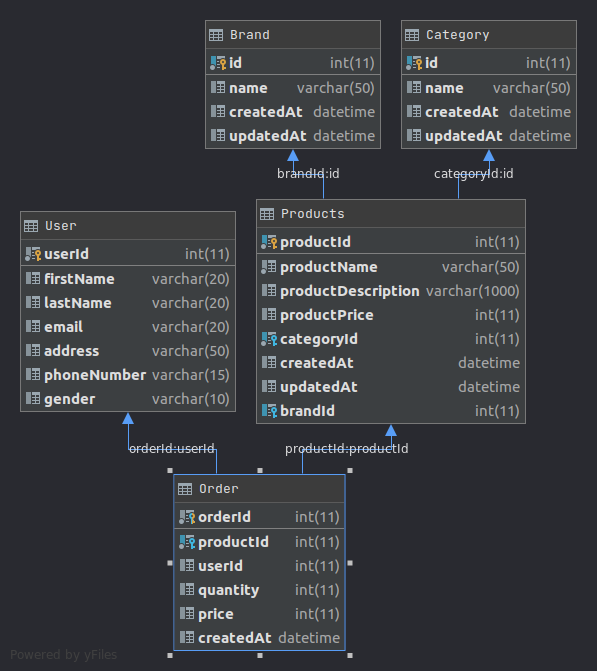 Brand
id int(11)
name varchar(50)
createdAt datetime
updatedAt datetime
Category
id int(11)
name varchar(50)
createdAt datetime
updatedAt datetime
brandId:id
categoryId:id
User
userId int(11)
firstName varchar(20)
lastName varchar(20)
email varchar(20)
address varchar(50)
phoneNumber varchar(15)
gender varchar(10)
Products
productId int(11)
productName varchar(50)
productDescription varchar(1000)
productPrice int(11)
categoryId int(11)
createdAt datetime
updatedAt datetime
brandId int(11)
orderId:userId
productId:productId
Order
orderId int(11)
productId int(11)
userId int(11)
quantity int(11)
price int(11)
createdAt datetime
Powered by yFiles